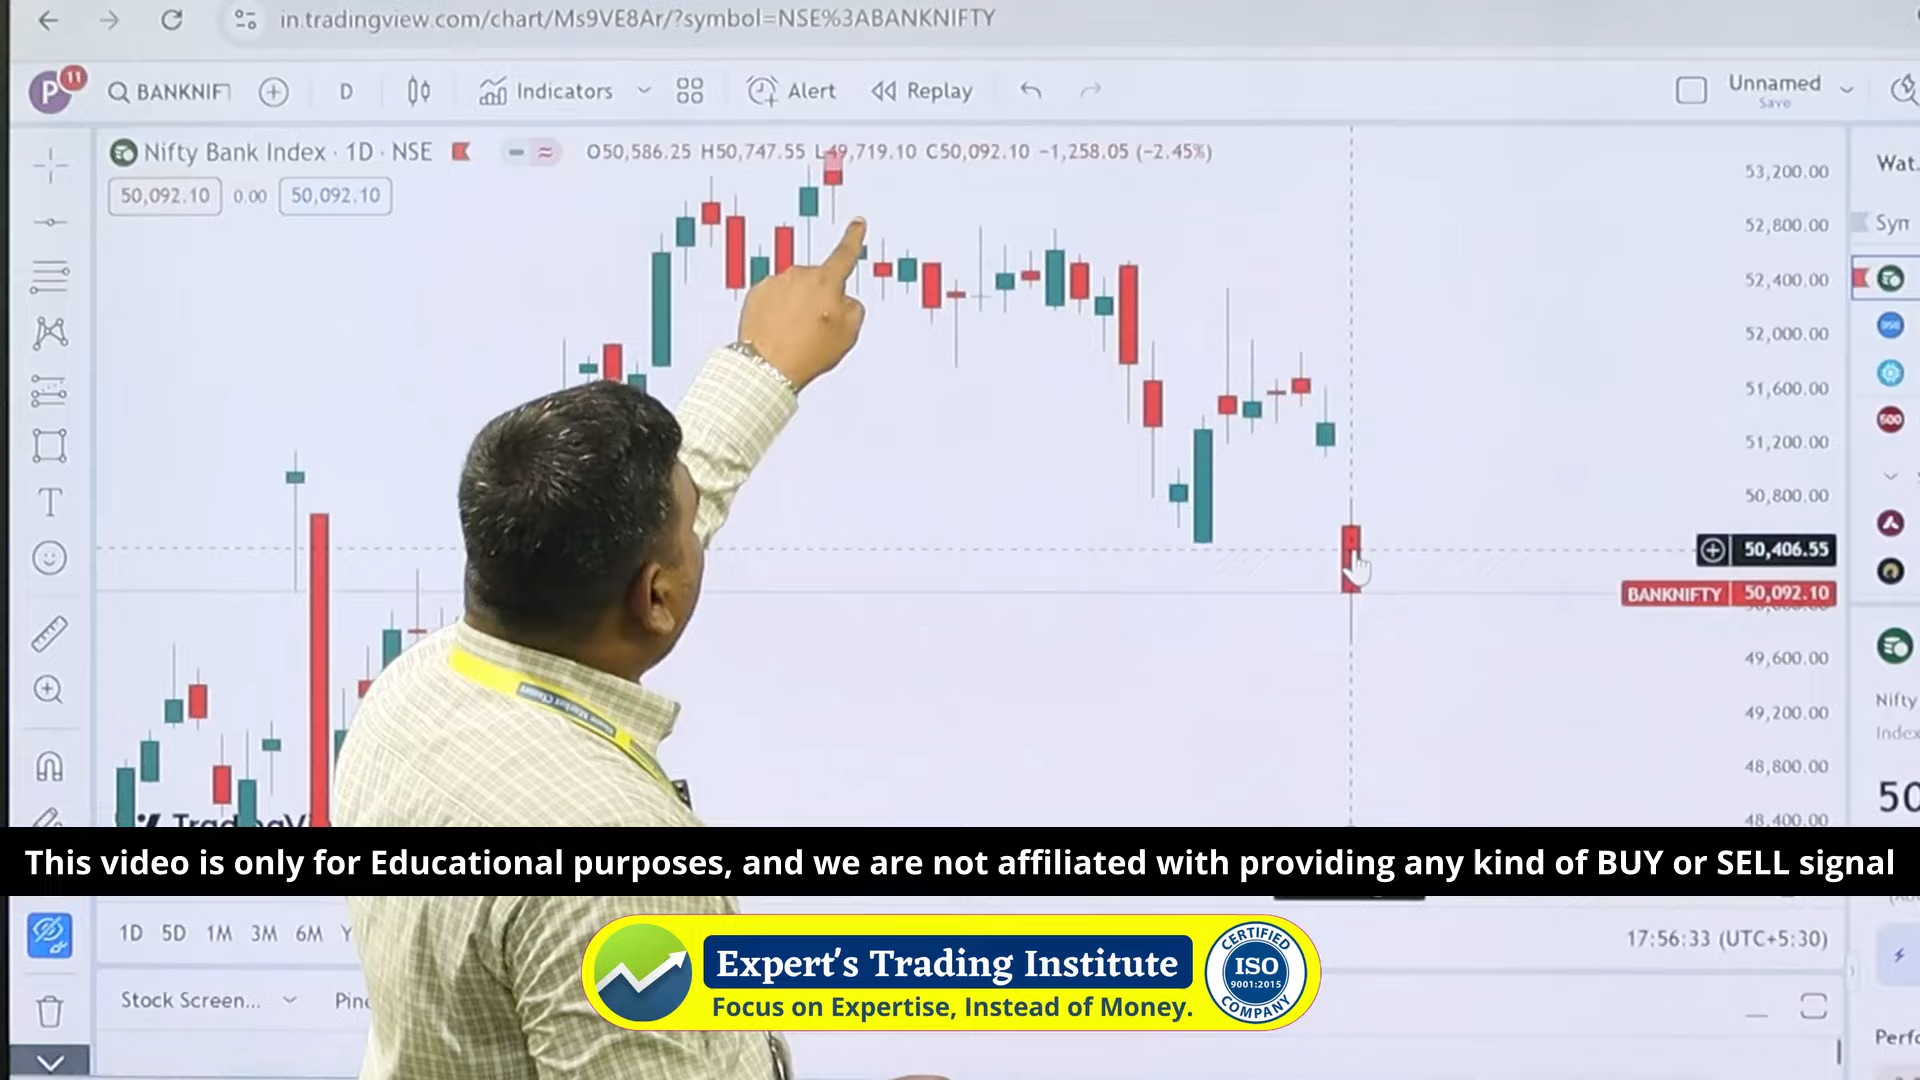 in.tradingview.com/chart/Ms9VE8Ar/?symbol=NSE%3ABANKNIFTY
P 11 BANKNIF D Indicators Alert Replay Unnamed
Save
Nifty Bank Index · 1D · NSE O50,586.25 H50,747.55 L49,719.10 C50,092.10 −1,258.05 (−2.45%)
50,092.10 0.00 50,092.10
Wat.
53,200.00
52,800.00
52,400.00
52,000.00
51,600.00
51,200.00
50,800.00
50,406.55
BANKNIFTY 50,092.10
49,600.00
49,200.00
48,800.00
48,400.00
500
Nifty
Index
50
This video is only for Educational purposes, and we are not affiliated with providing any kind of BUY or SELL signal
1D 5D 1M 3M 6M Y
17:56:33 (UTC+5:30)
Stock Screen...
Expert's Trading Institute
Focus on Expertise, Instead of Money.
CERTIFIED
ISO
9001:2015
COMPANY